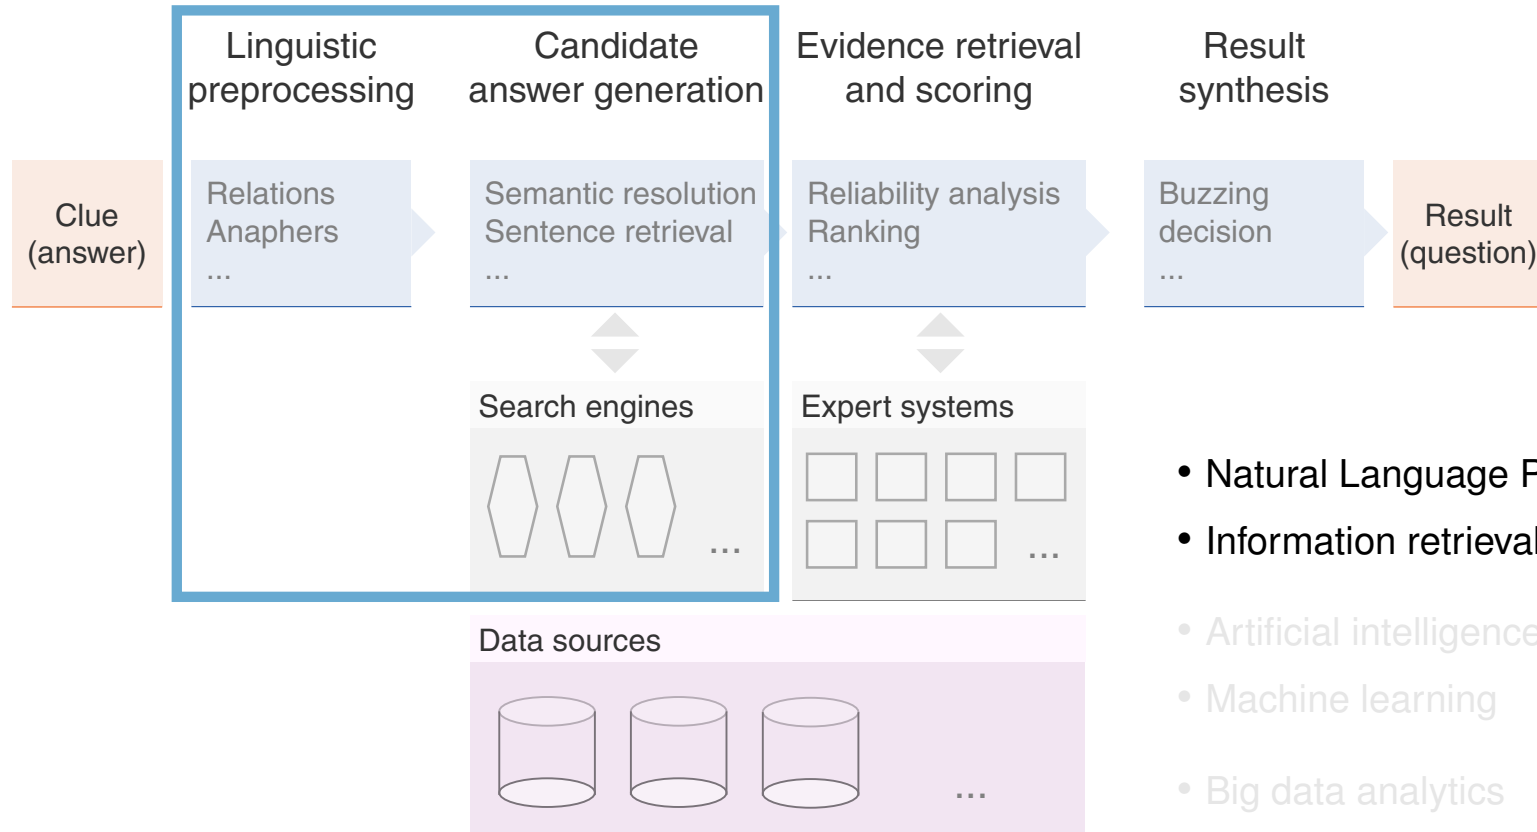 Linguistic
preprocessing
Candidate
answer generation
Evidence retrieval
and scoring
Result
synthesis
Clue
(answer)
Relations
Anaphers
...
Semantic resolution
Sentence retrieval
...
Reliability analysis
Ranking
...
Buzzing
decision
...
Result
(question)
Search engines
...
Expert systems
...
Data sources
...
• Natural Language P
• Information retrieval
• Artificial intelligence
• Machine learning
• Big data analytics